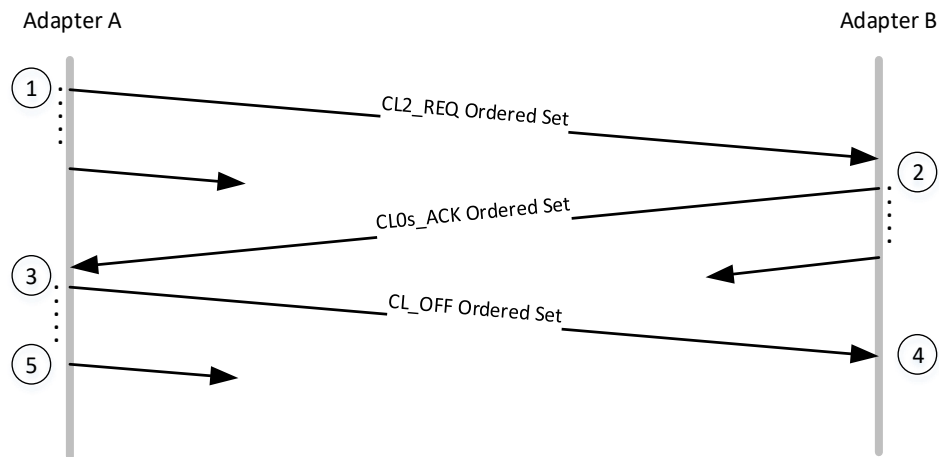 Adapter A
Adapter B
1
CL2_REQ Ordered Set
2
CL0s_ACK Ordered Set
3
CL_OFF Ordered Set
4
5